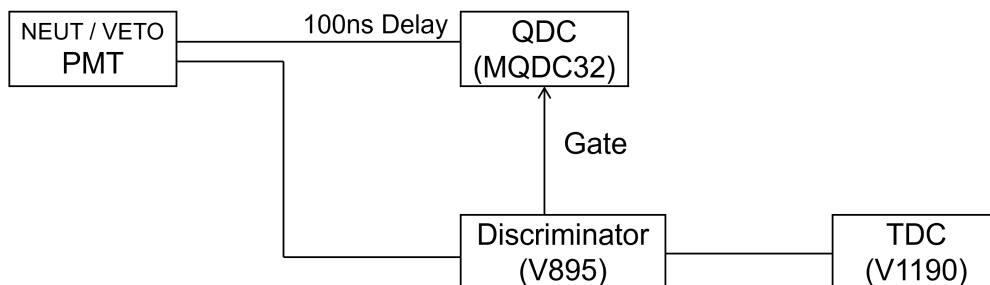 NEUT / VETO
PMT
100ns Delay
QDC
(MQDC32)
Gate
Discriminator
(V895)
TDC
(V1190)